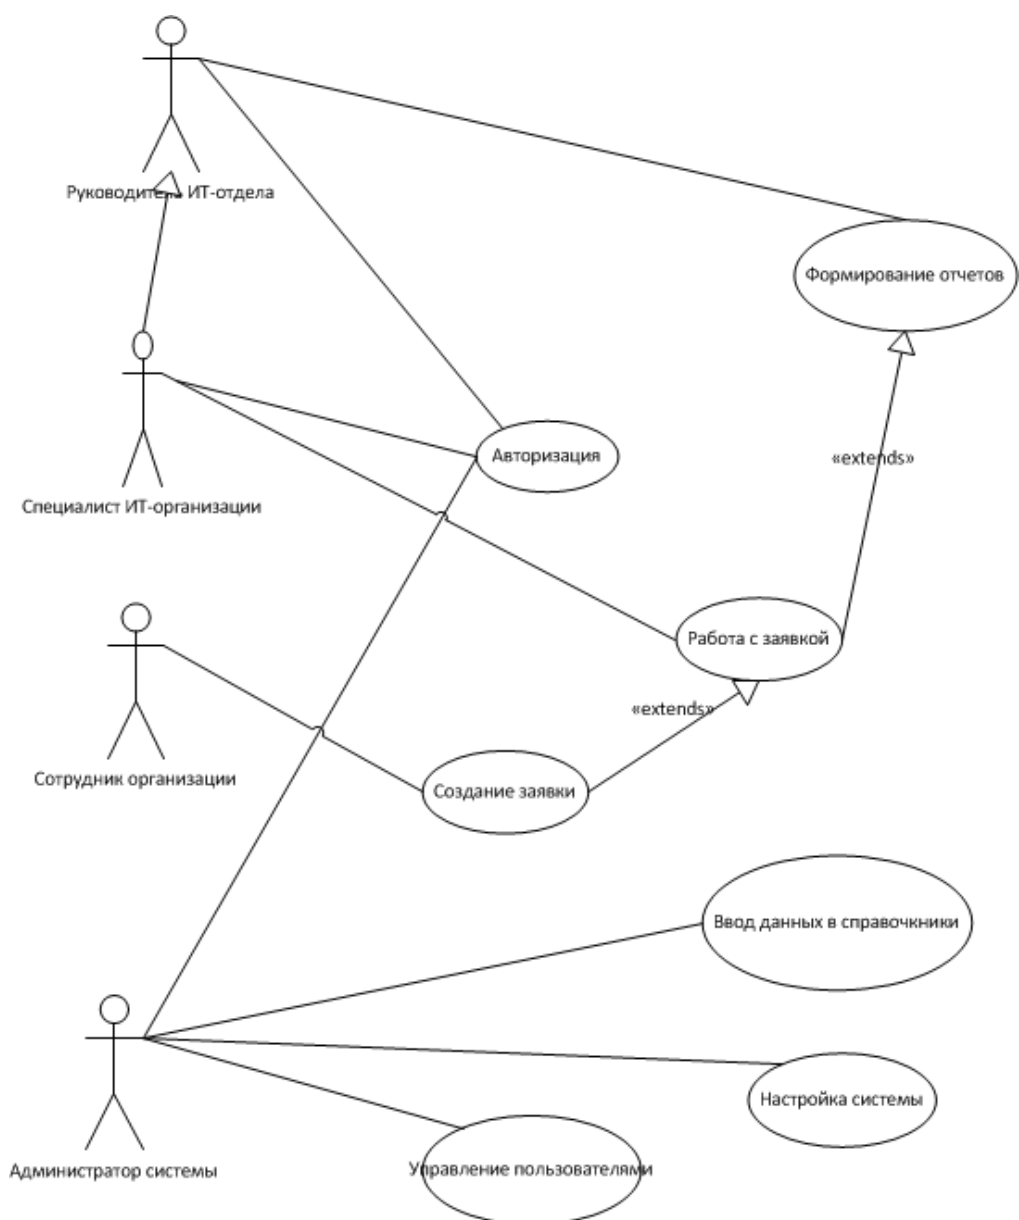 Руководитель ИТ-отдела
Формирование отчетов
Авторизация
«extends»
Специалист ИТ-организации
Работа с заявкой
«extends»
Сотрудник организации
Создание заявки
Ввод данных в справочкники
Настройка системы
Управление пользователями
Администратор системы